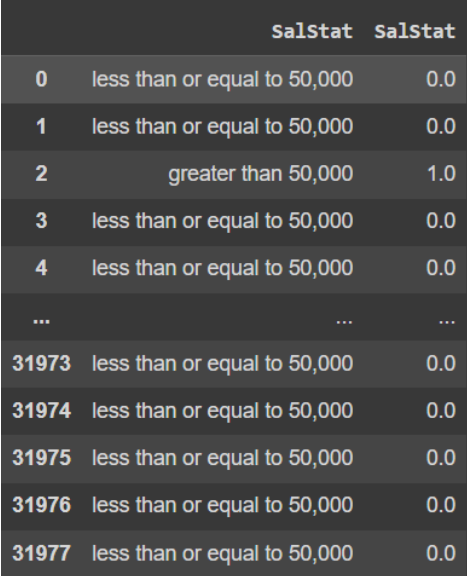 SalStat SalStat
0 less than or equal to 50,000 0.0
1 less than or equal to 50,000 0.0
2 greater than 50,000 1.0
3 less than or equal to 50,000 0.0
4 less than or equal to 50,000 0.0
... ... ...
31973 less than or equal to 50,000 0.0
31974 less than or equal to 50,000 0.0
31975 less than or equal to 50,000 0.0
31976 less than or equal to 50,000 0.0
31977 less than or equal to 50,000 0.0